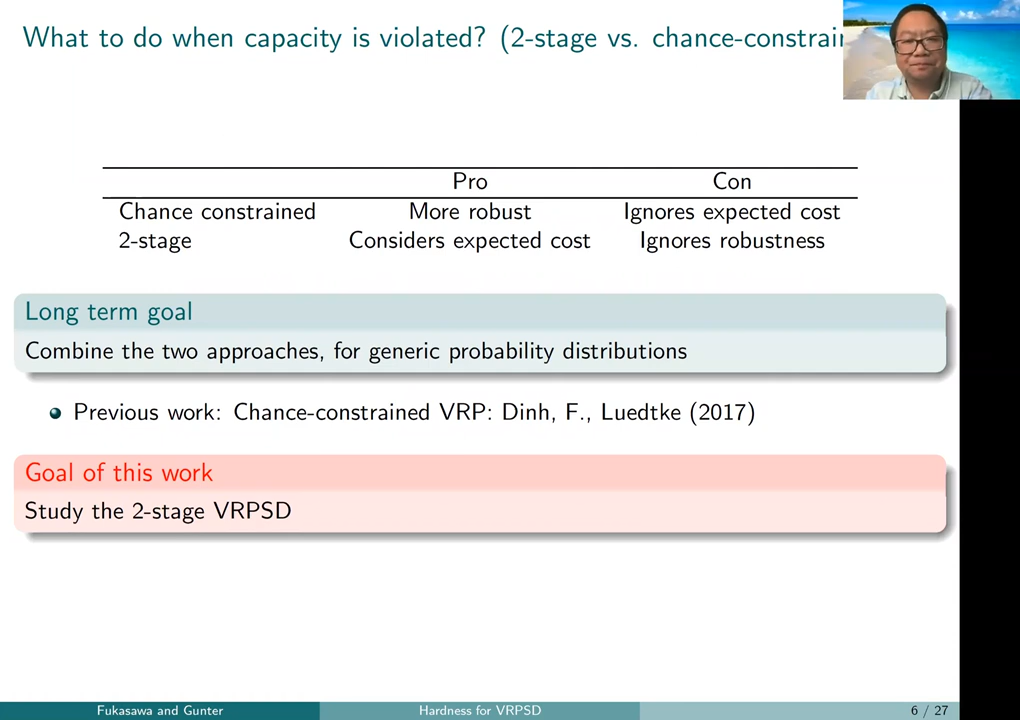 What to do when capacity is violated? (2-stage vs. chance-constrain
Pro Con
Chance constrained More robust Ignores expected cost
2-stage Considers expected cost Ignores robustness
Long term goal
Combine the two approaches, for generic probability distributions
Previous work: Chance-constrained VRP: Dinh, F., Luedtke (2017)
Goal of this work
Study the 2-stage VRPSD
Fukasawa and Gunter Hardness for VRPSD 6 / 27